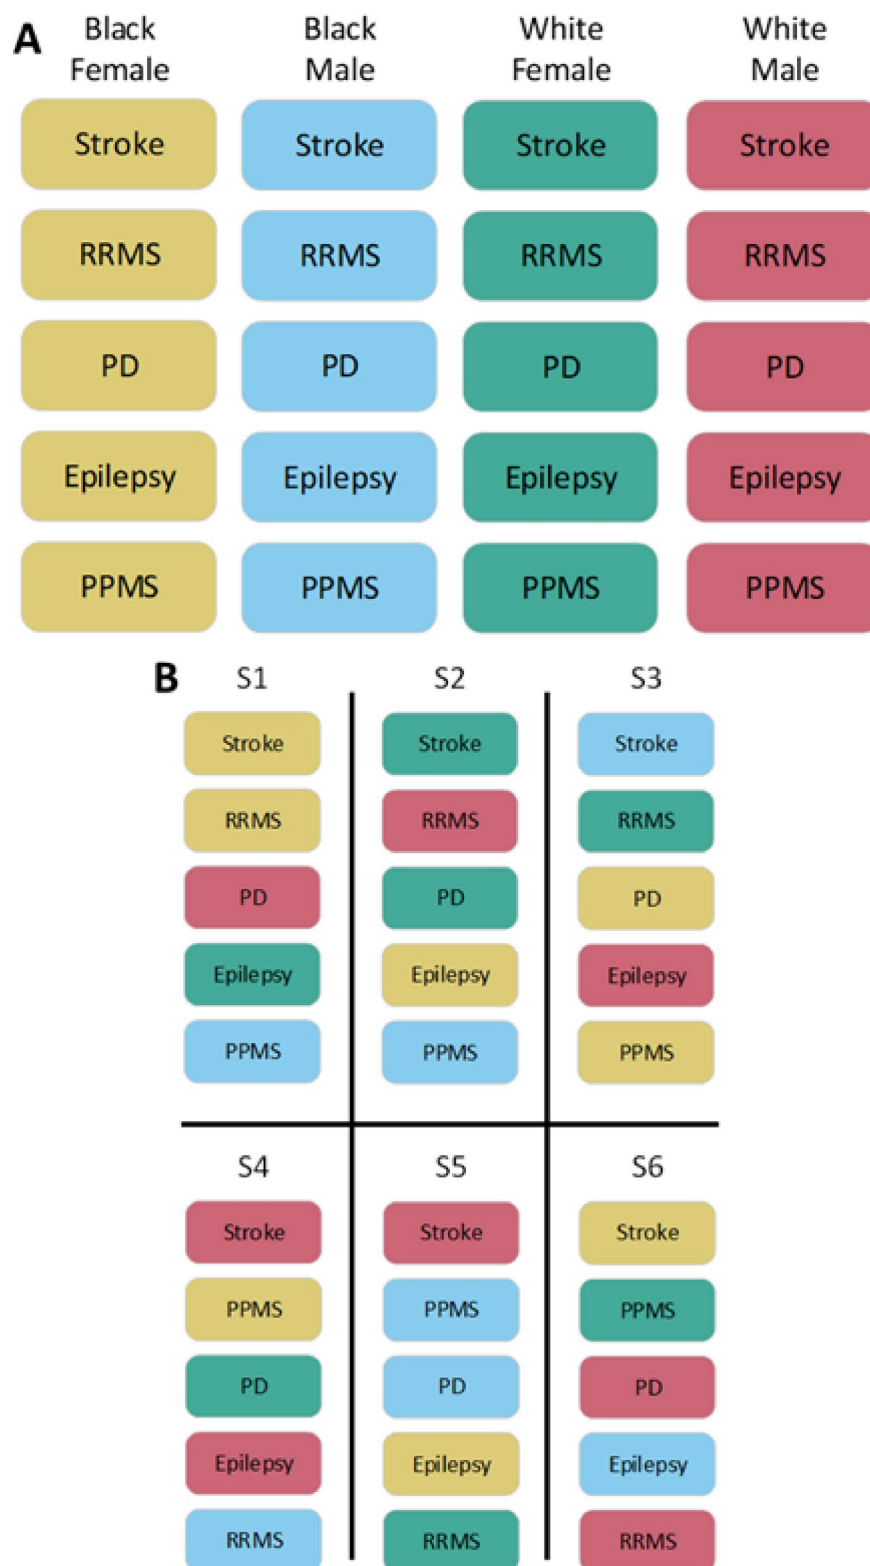 A
Black Female
Black Male
White Female
White Male
Stroke
Stroke
Stroke
Stroke
RRMS
RRMS
RRMS
RRMS
PD
PD
PD
PD
Epilepsy
Epilepsy
Epilepsy
Epilepsy
PPMS
PPMS
PPMS
PPMS
B
S1
S2
S3
Stroke
Stroke
Stroke
RRMS
RRMS
RRMS
PD
PD
PD
Epilepsy
Epilepsy
Epilepsy
PPMS
PPMS
PPMS
S4
S5
S6
Stroke
Stroke
Stroke
PPMS
PPMS
PPMS
PD
PD
PD
Epilepsy
Epilepsy
Epilepsy
RRMS
RRMS
RRMS